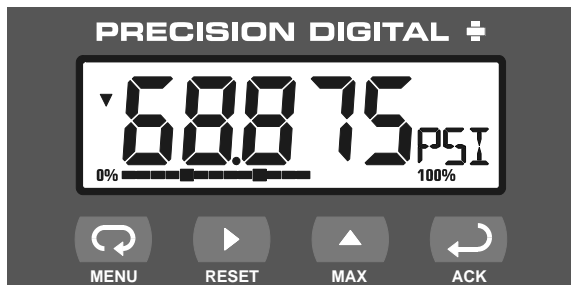 PRECISION DIGITAL
68.875 PSI
0% 100%
MENU RESET MAX ACK